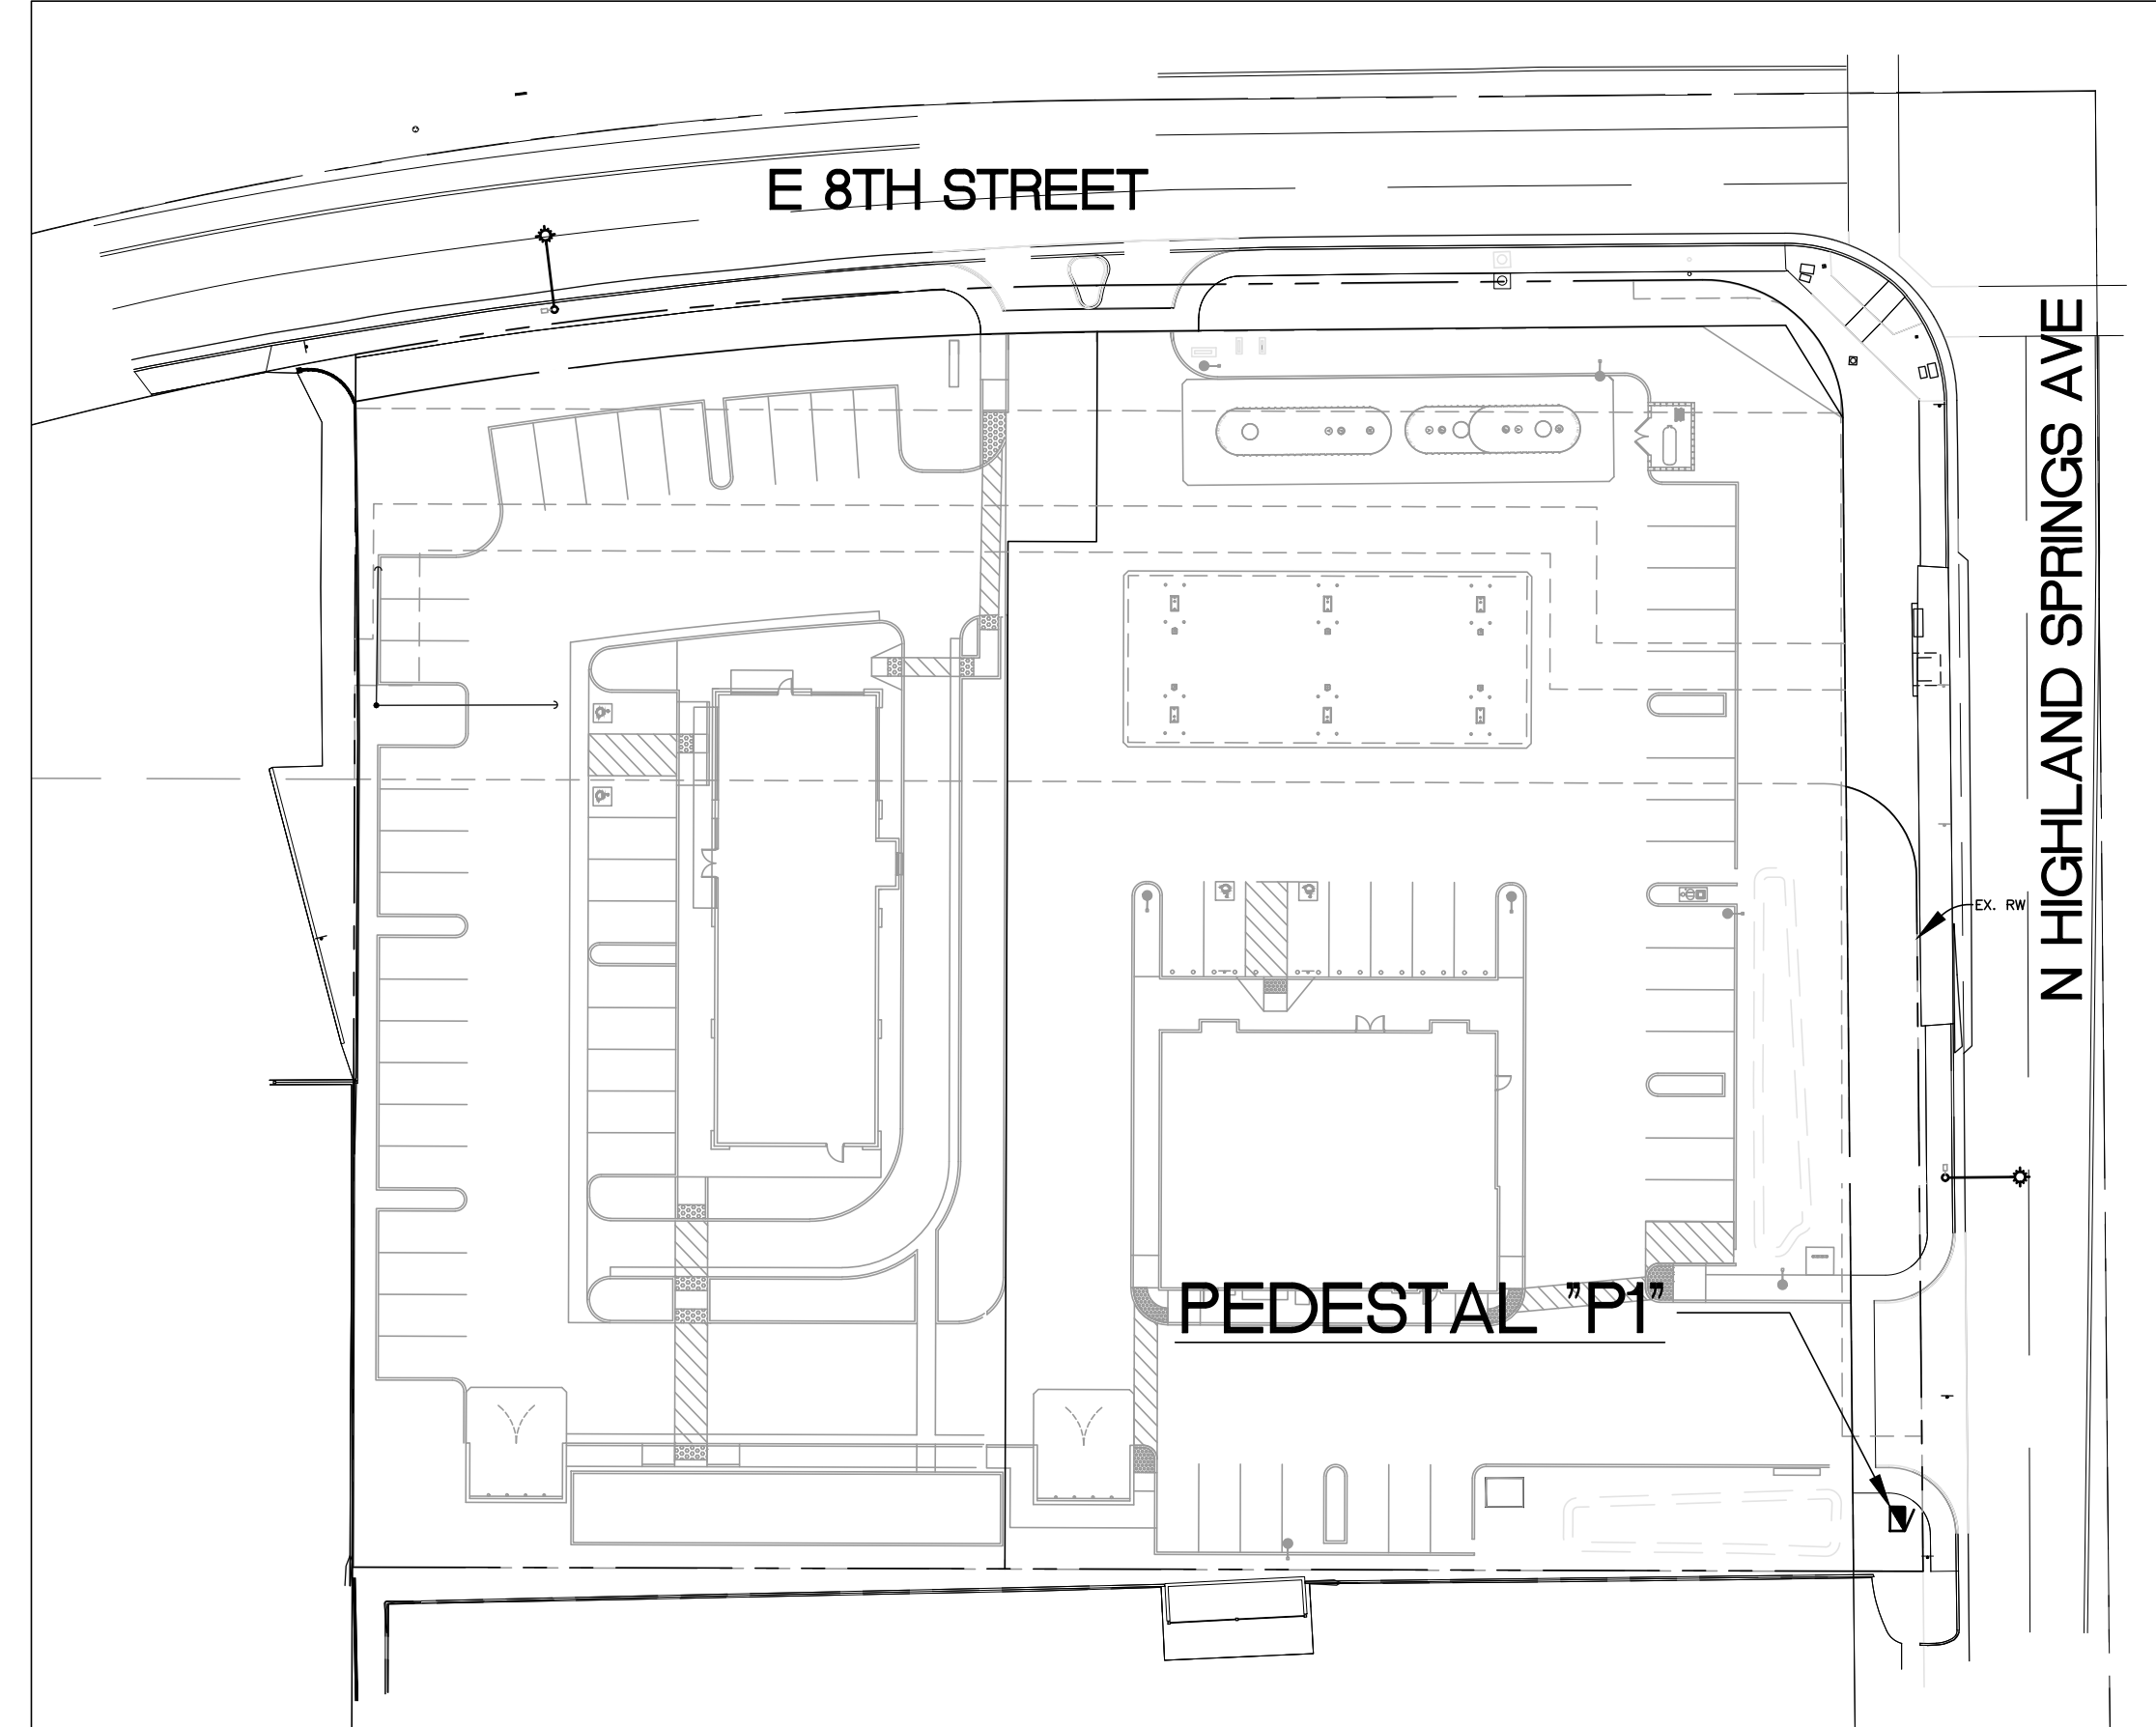 E 8TH STREET
N HIGHLAND SPRINGS AVE
EX. RW
PEDESTAL "P1"